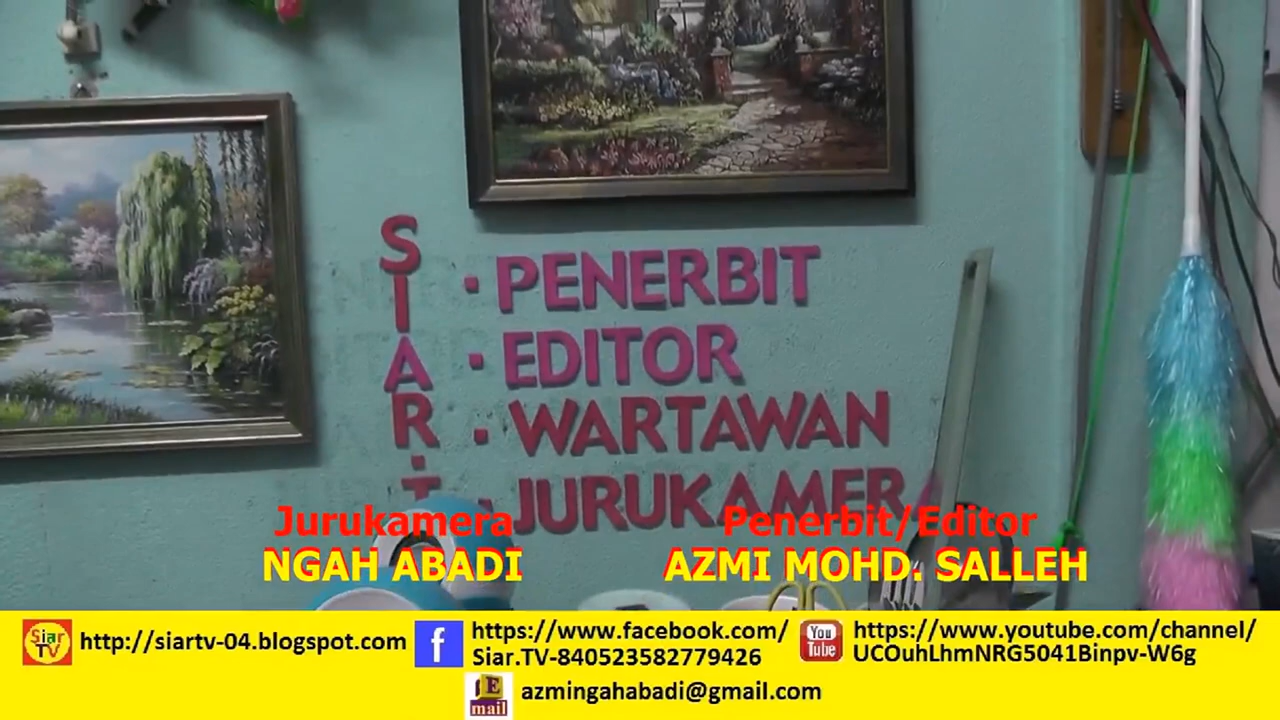 SIAR.T
PENERBIT
EDITOR
WARTAWAN
JURUKAMER
Jurukamera
NGAH ABADI
Penerbit/Editor
AZMI MOHD. SALLEH
Siar TV
http://siartv-04.blogspot.com
f
https://www.facebook.com/
Siar.TV-840523582779426
You Tube
https://www.youtube.com/channel/
UCOuhLhmNRG5041Binpv-W6g
E mail
azmingahabadi@gmail.com